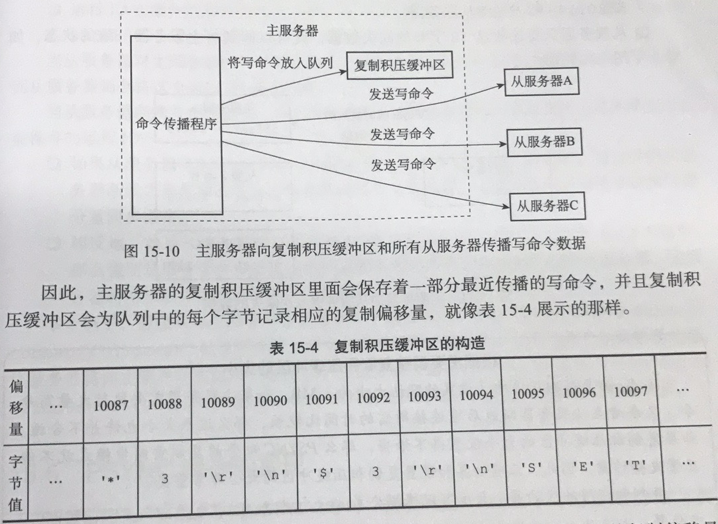 主服务器
将写命令放入队列
复制积压缓冲区
发送写命令
从服务器A
命令传播程序
发送写命令
从服务器B
发送写命令
从服务器C
图 15-10 主服务器向复制积压缓冲区和所有从服务器传播写命令数据
因此，主服务器的复制积压缓冲区里面会保存着一部分最近传播的写命令，并且复制积
压缓冲区会为队列中的每个字节记录相应的复制偏移量，就像表 15-4 展示的那样。
表 15-4 复制积压缓冲区的构造
偏移量 … 10087 10088 10089 10090 10091 10092 10093 10094 10095 10096 10097 …
字节值 … '*' 3 '\r' '\n' '$' 3 '\r' '\n' 'S' 'E' 'T' …